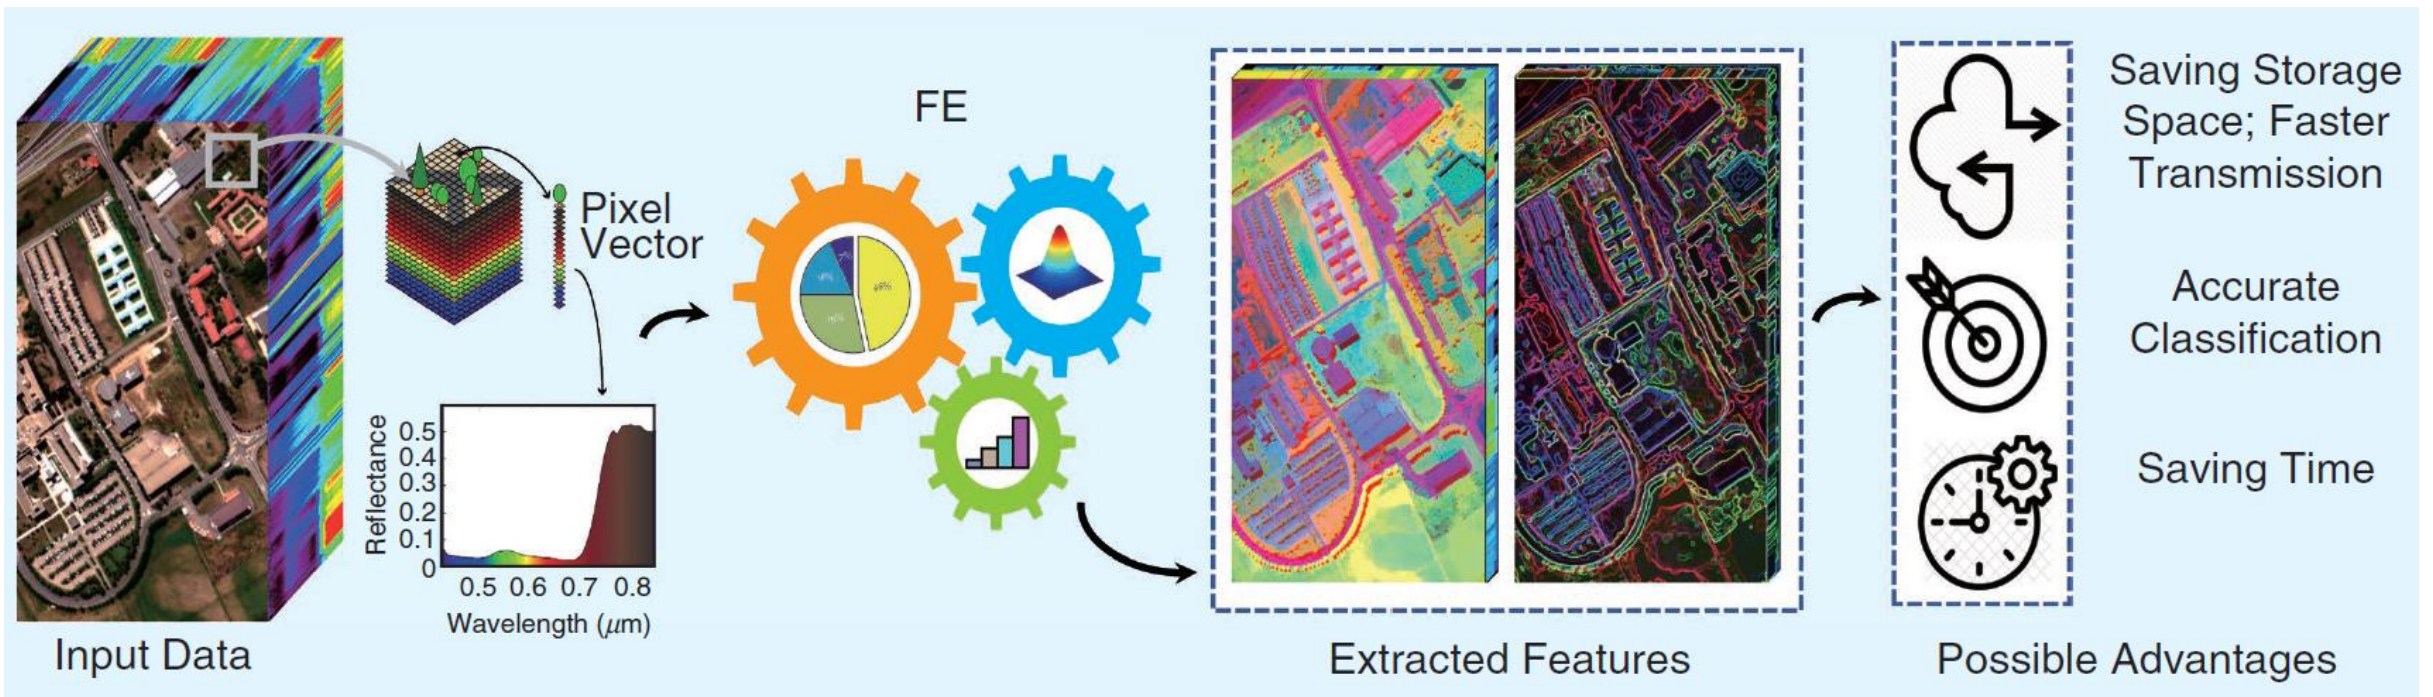 Input Data
Pixel
Vector
Reflectance
0.5
0.4
0.3
0.2
0.1
0
0.5 0.6 0.7 0.8
Wavelength (μm)
FE
Extracted Features
Saving Storage
Space; Faster
Transmission
Accurate
Classification
Saving Time
Possible Advantages